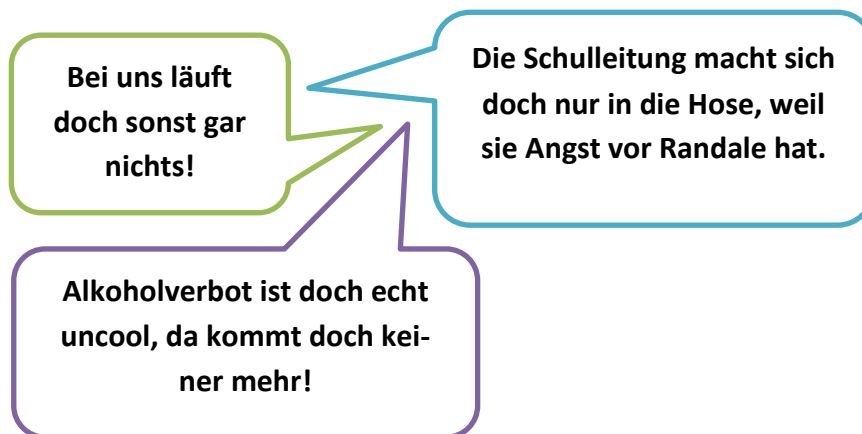 Bei uns läuft
doch sonst gar
nichts!
Die Schulleitung macht sich
doch nur in die Hose, weil
sie Angst vor Randale hat.
Alkoholverbot ist doch echt
uncool, da kommt doch kei-
ner mehr!